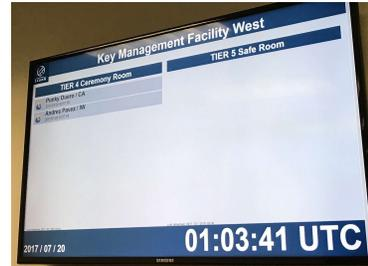 Key Management Facility West
TIER 4 Ceremony Room
TIER 5 Safe Room
Punky Duero / CA
Andres Pavez / IW
2017 / 07 / 20
01:03:41 UTC
SAMSUNG